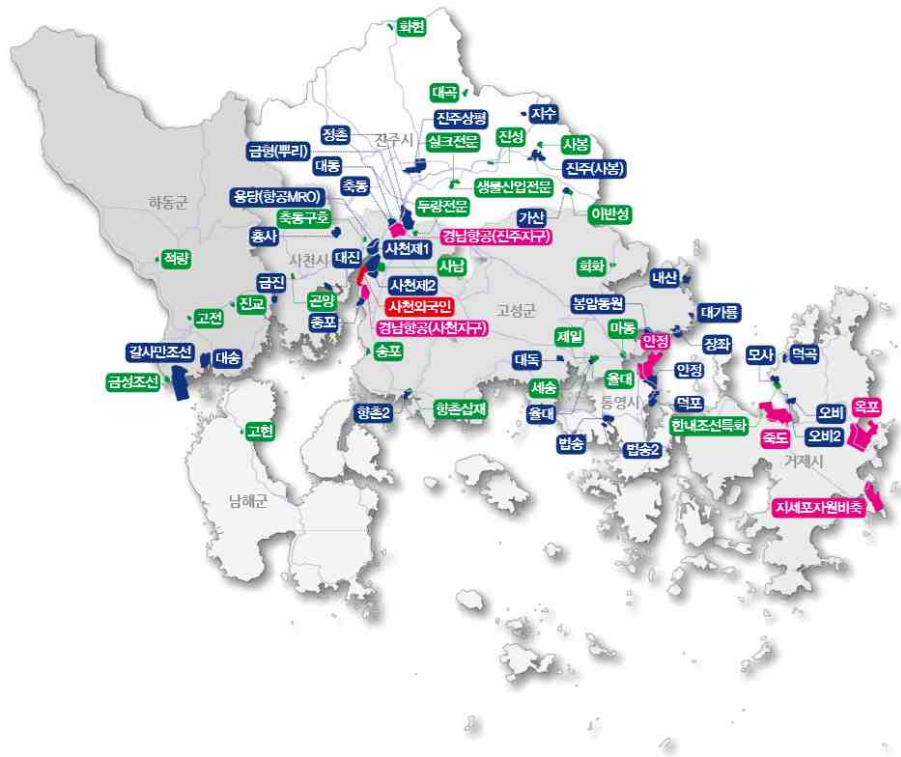 화현
대곡
지수
진주상평
정촌
진주시
실크전문
진성
사봉
금형(뿌리)
대동
축동
생물산업전문
진주(사봉)
용당(항공MRO)
하동군
두량전문
가산
이반성
축동구호
흥사
경남항공(진주지구)
적량
사천시
대진
사천제1
사남
회화
내산
금진
사천제2
고전
진교
곤양
종포
사천외국인
고성군
봉암동원
대가룡
경남항공(사천지구)
제일
마동
안정
장좌
갈사만조선
대송
송포
대독
율대
안정
모사
덕곡
금성조선
세송
통영시
덕포
오비
옥포
향촌2
향촌삽재
율대
한내조선특화
죽도
오비2
고현
법송
법송2
거제시
남해군
지세포자원비축